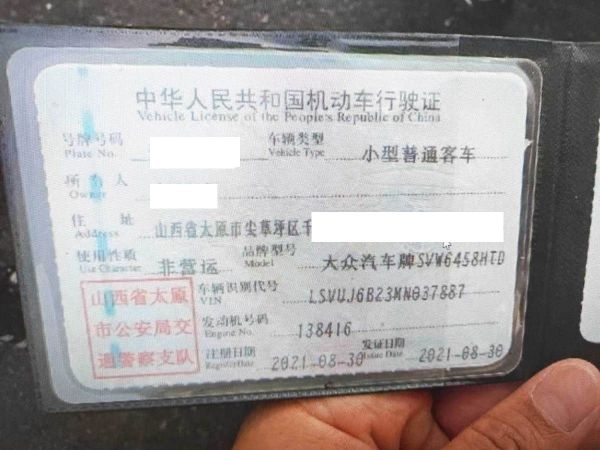 中华人民共和国机动车行驶证
Vehicle License of the People's Republic of China
号牌号码 车辆类型 小型普通客车
Plate No. Vehicle Type
所有人
Owner
住址 山西省太原市尖草坪区千
Address
使用性质 非营运 品牌型号 大众汽车牌SVW6458HTD
Use Character Model
山西省太原
市公安局交
通警察支队
车辆识别代号 LSVUJ6B23MN037887
VIN
发动机号码 138416
Engine No.
注册日期 2021-08-30 发证日期 2021-08-30
Register Date Issue Date